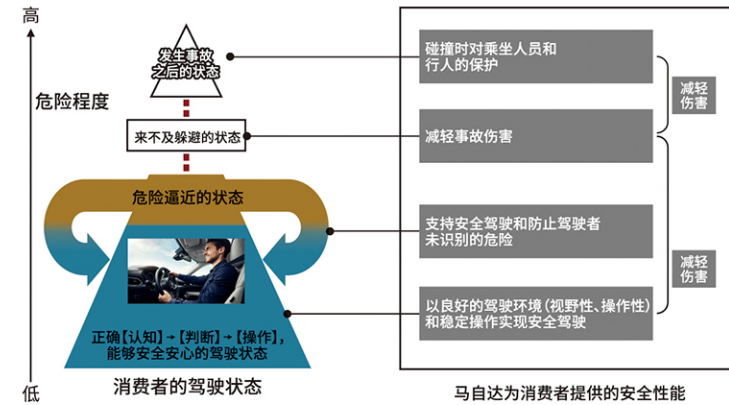 高
危险程度
低
发生事故
之后的状态
来不及躲避的状态
危险逼近的状态
正确【认知】→【判断】→【操作】，
能够安全安心的驾驶状态
消费者的驾驶状态
碰撞时对乘坐人员和
行人的保护
减轻事故伤害
支持安全驾驶和防止驾驶者
未识别的危险
以良好的驾驶环境（视野性、操作性）
和稳定操作实现安全驾驶
减轻
伤害
减轻
伤害
马自达为消费者提供的安全性能